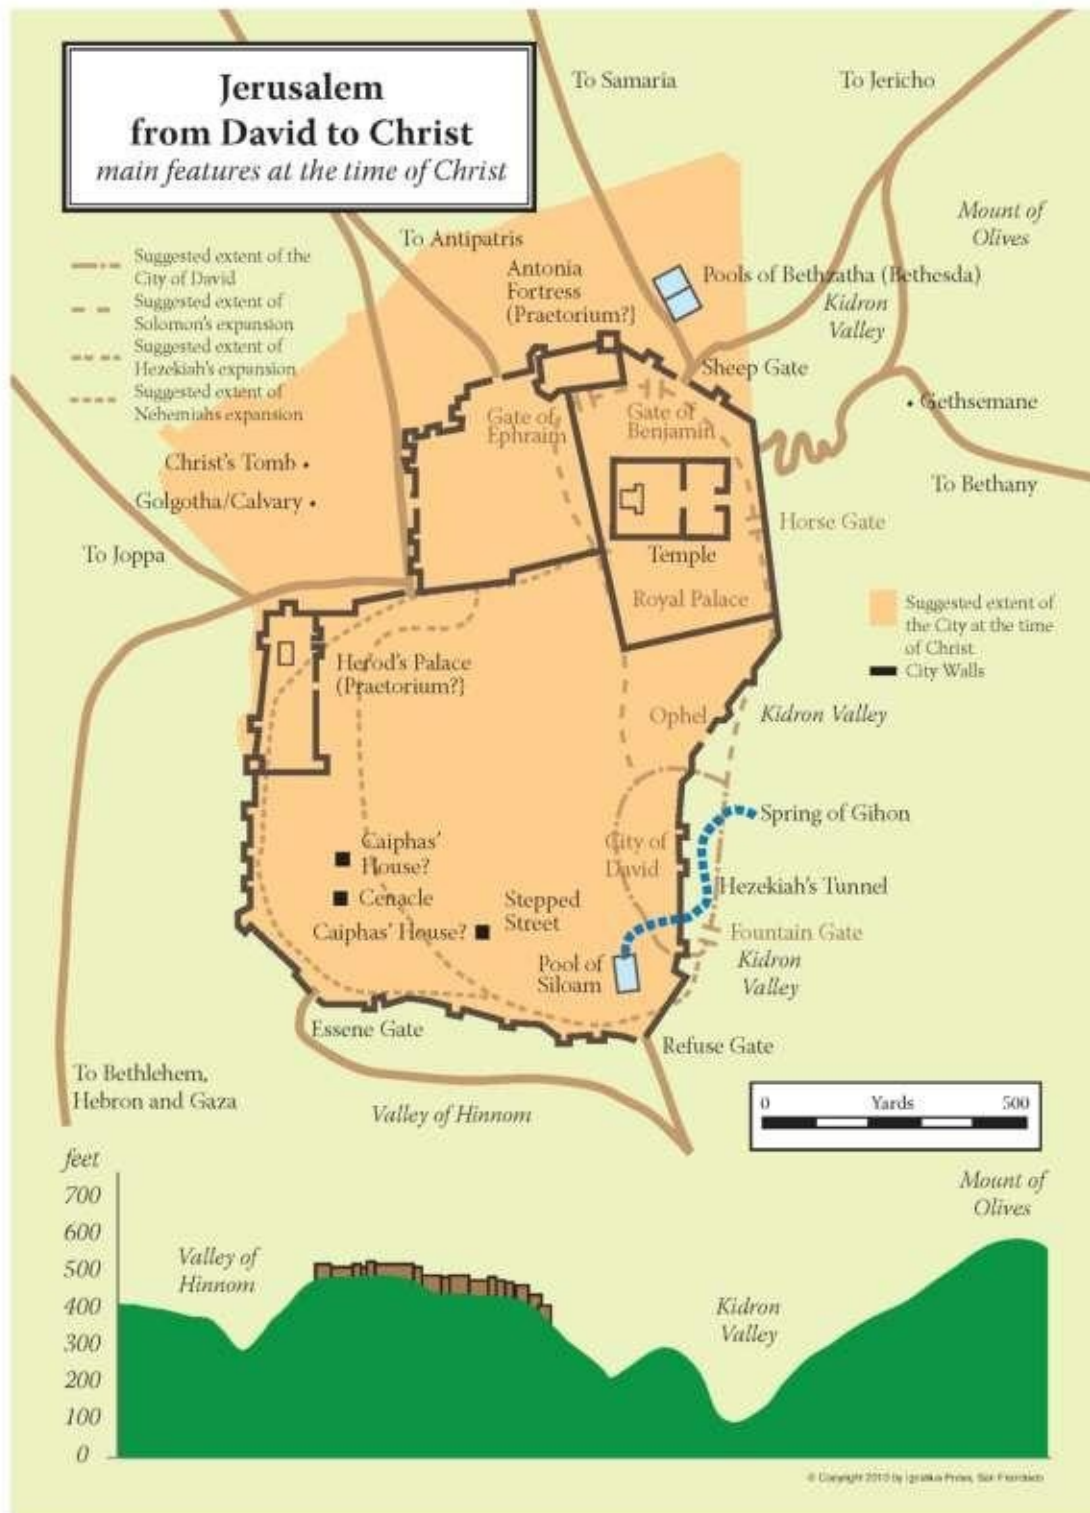 Jerusalem
from David to Christ
main features at the time of Christ
To Samaria
To Jericho
Mount of
Olives
To Antipatris
Suggested extent of the
City of David
Suggested extent of
Solomon's expansion
Suggested extent of
Hezekiah's expansion
Suggested extent of
Nehemiahs expansion
Antonia
Fortress
(Praetorium?}
Pools of Bethzatha (Bethesda)
Kidron
Valley
Sheep Gate
Gethsemane
Gate of
Ephraim
Gate of
Benjamin
Christ's Tomb
Golgotha/Calvary
To Bethany
Horse Gate
To Joppa
Temple
Royal Palace
Suggested extent of
the City at the time
of Christ
City Walls
Herod's Palace
(Praetorium?}
Ophel
Kidron Valley
Spring of Gihon
Caiphas'
House?
City of
David
Hezekiah's Tunnel
Cenacle
Stepped
Street
Caiphas' House?
Fountain Gate
Kidron
Valley
Pool of
Siloam
Essene Gate
Refuse Gate
To Bethlehem,
Hebron and Gaza
Valley of Hinnom
0 Yards 500
feet
700
600
500
400
300
200
100
0
Valley of
Hinnom
Kidron
Valley
Mount of
Olives
© Copyright 2010 by Ignatius Press, San Francisco